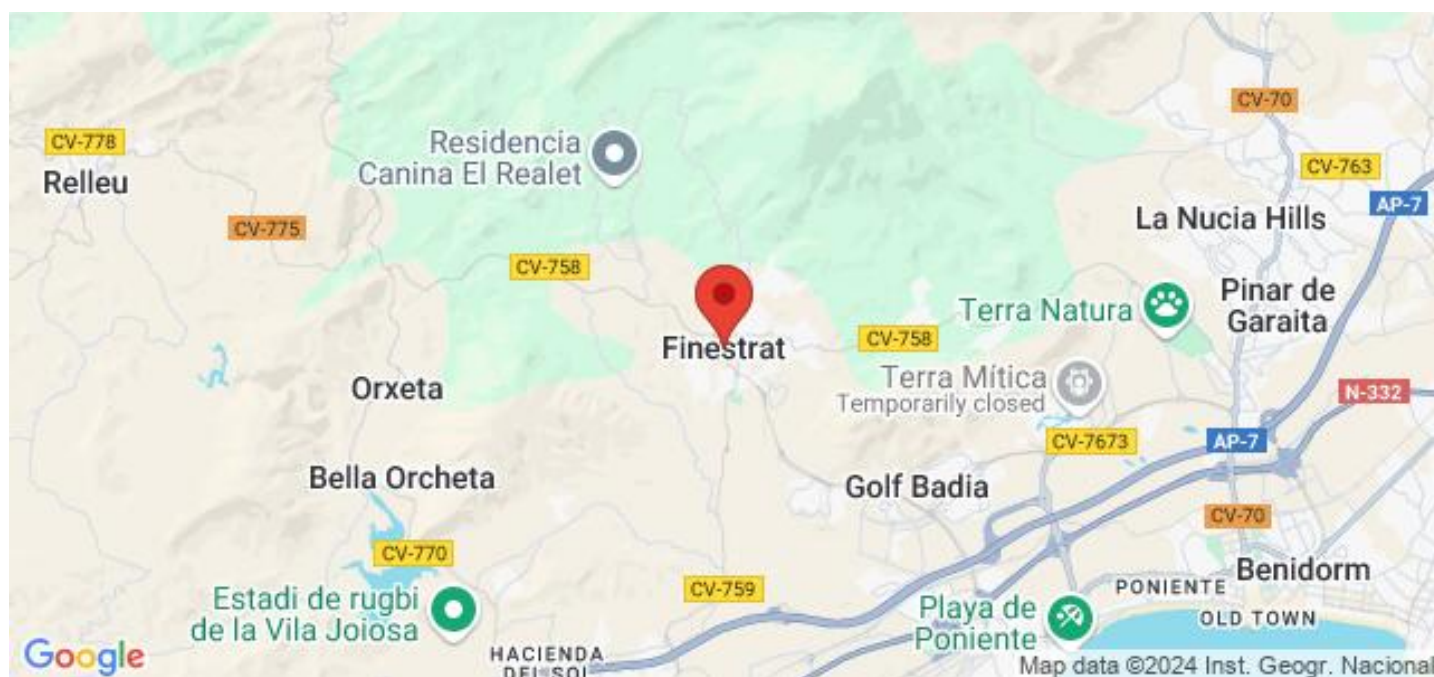 CV-70
CV-778
Residencia
Canina El Realet
CV-763
Relleu
AP-7
La Nucia Hills
CV-775
CV-758
Terra Natura
Pinar de
Garaita
CV-758
Finestrat
Orxeta
Terra Mítica
Temporarily closed
N-332
CV-7673
AP-7
Bella Orcheta
Golf Badia
CV-70
CV-770
Benidorm
CV-759
PONIENTE
Estadi de rugbi
de la Vila Joiosa
Playa de
Poniente
OLD TOWN
HACIENDA
DEL SOL
Google
Map data ©2024 Inst. Geogr. Nacional